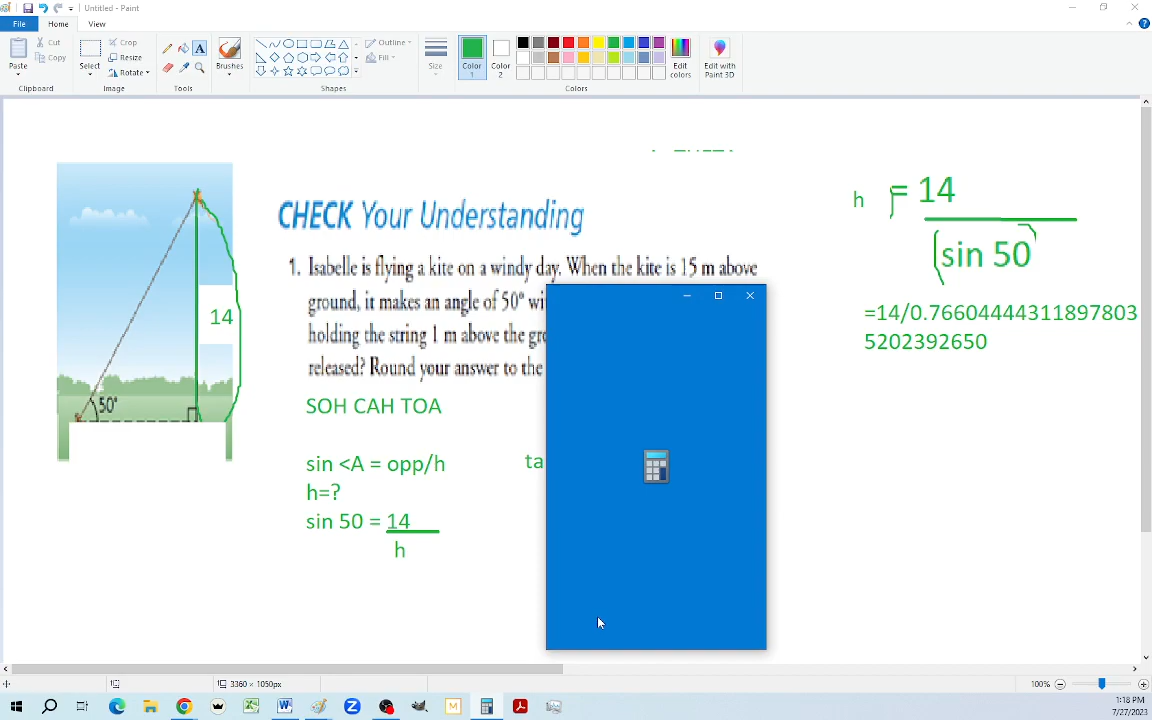 Untitled - Paint
File
Home
View
Paste
Cut
Copy
Clipboard
Select
Crop
Resize
Rotate
Image
A
Tools
Brushes
Outline
Fill
Shapes
Size
Color
1
Color
2
Edit
colors
Edit with
Paint 3D
Colors
CHECK Your Understanding
1. Isabelle is flying a kite on a windy day. When the kite is 15 m above
ground, it makes an angle of 50° wi
holding the string 1 m above the gro
released? Round your answer to the
14
50°
SOH CAH TOA
sin <A = opp/h
h=?
sin 50 = 14
h
ta
h = 14
(sin 50)
=14/0.76604444311897803
5202392650
3360 × 1050px
100%
1:18 PM
7/27/2023